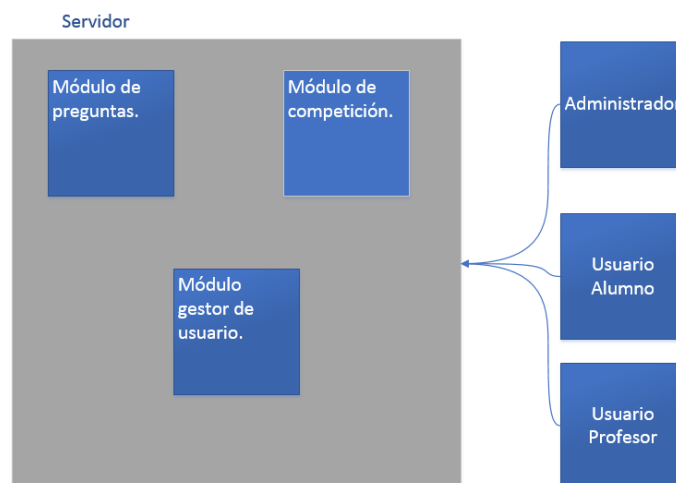 Servidor
Módulo de
preguntas.
Módulo de
competición.
Módulo
gestor de
usuario.
Administrador
Usuario
Alumno
Usuario
Profesor